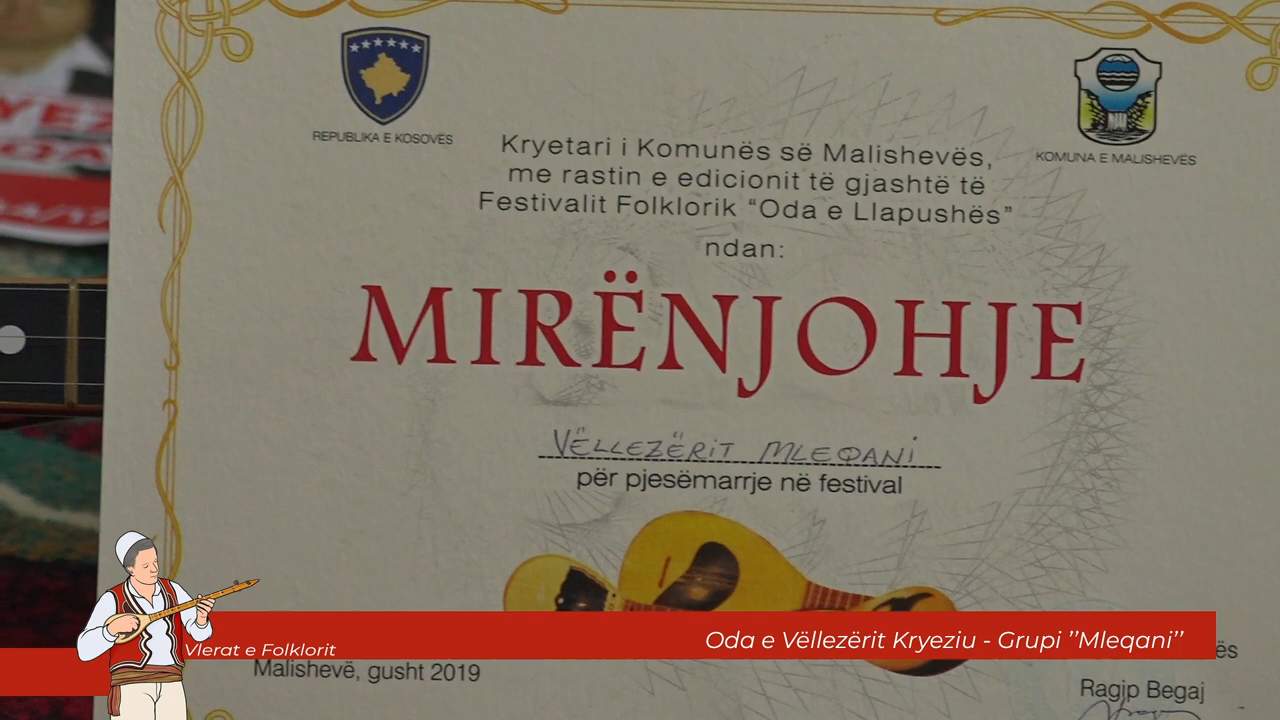 REPUBLIKA E KOSOVËS
KOMUNA E MALISHEVËS
Kryetari i Komunës së Malishevës,
me rastin e edicionit të gjashtë të
Festivalit Folklorik “Oda e Llapushës”
ndan:
MIRËNJOHJE
VËLLEZËRIT MLEQANI
për pjesëmarrje në festival
Oda e Vëllezërit Kryeziu - Grupi ’’Mleqani’’
Vlerat e Folklorit
Malishevë, gusht 2019
Ragip Begaj